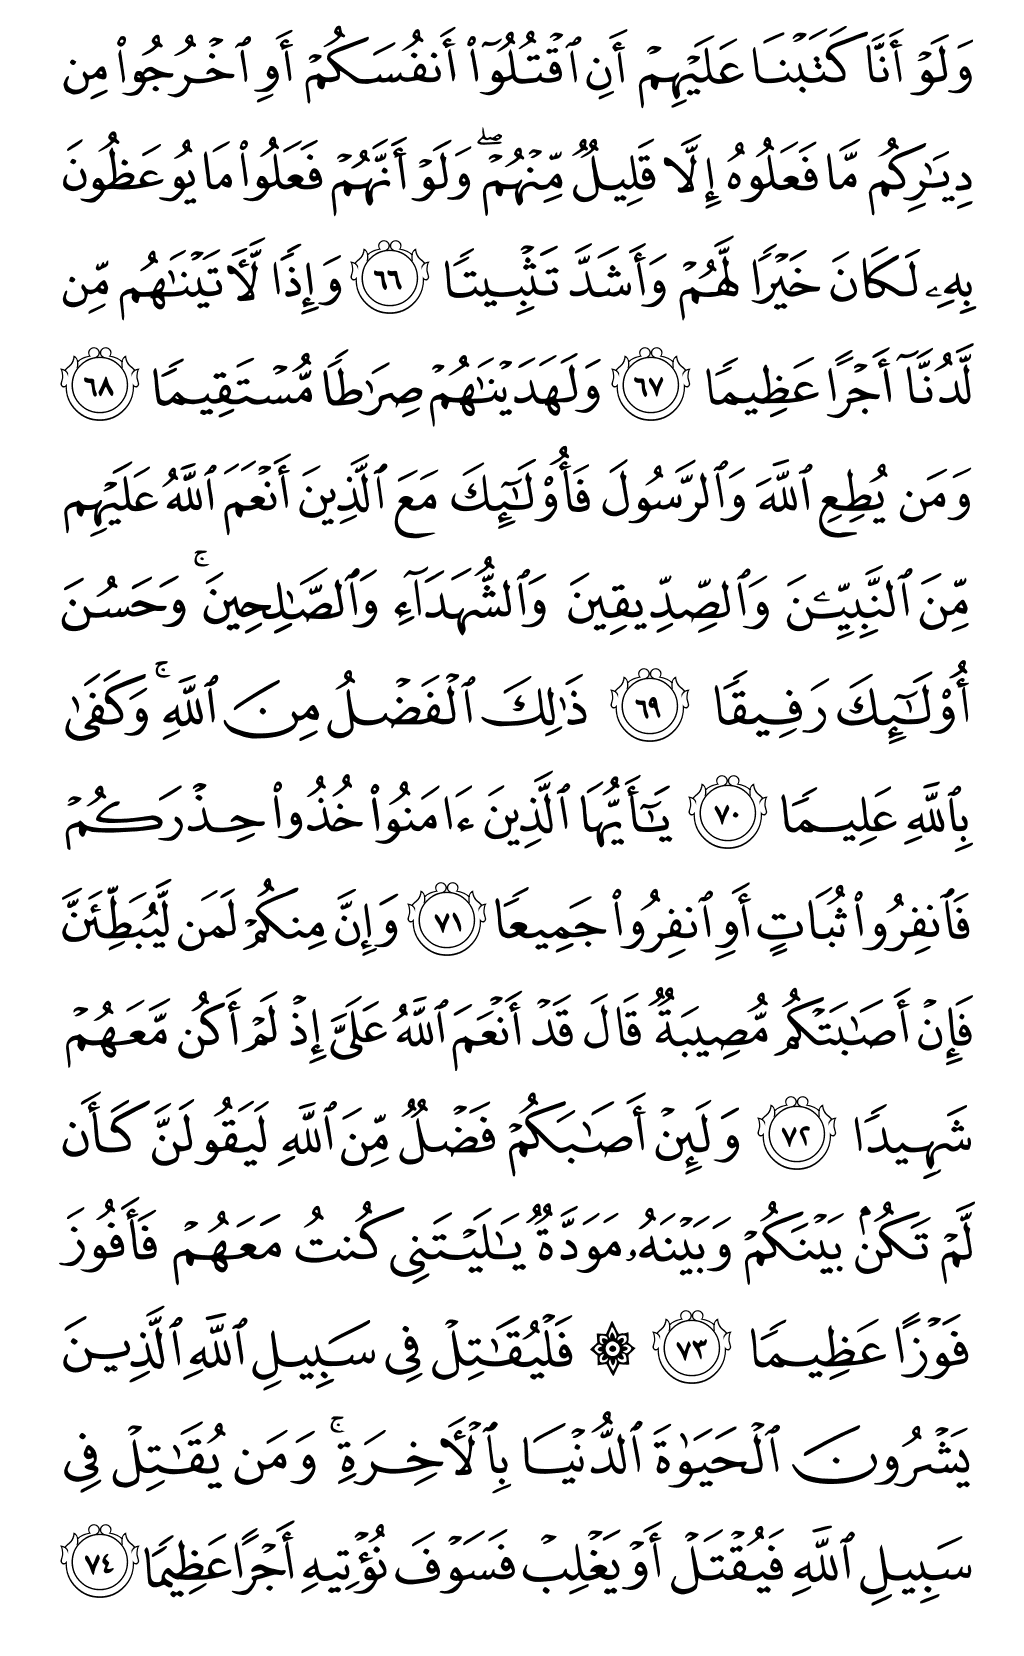 وَلَوۡ أَنَّا كَتَبۡنَا عَلَيۡهِمۡ أَنِ ٱقۡتُلُوٓاْ أَنفُسَكُمۡ أَوِ ٱخۡرُجُواْ مِن
دِيَٰرِكُم مَّا فَعَلُوهُ إِلَّا قَلِيلٞ مِّنۡهُمۡۖ وَلَوۡ أَنَّهُمۡ فَعَلُواْ مَا يُوعَظُونَ
بِهِۦ لَكَانَ خَيۡرٗا لَّهُمۡ وَأَشَدَّ تَثۡبِيتٗا ٦٦ وَإِذٗا لَّأٓتَيۡنَٰهُم مِّن
لَّدُنَّآ أَجۡرًا عَظِيمٗا ٦٧ وَلَهَدَيۡنَٰهُمۡ صِرَٰطٗا مُّسۡتَقِيمٗا ٦٨
وَمَن يُطِعِ ٱللَّهَ وَٱلرَّسُولَ فَأُوْلَٰٓئِكَ مَعَ ٱلَّذِينَ أَنۡعَمَ ٱللَّهُ عَلَيۡهِم
مِّنَ ٱلنَّبِيِّـۧنَ وَٱلصِّدِّيقِينَ وَٱلشُّهَدَآءِ وَٱلصَّٰلِحِينَۚ وَحَسُنَ
أُوْلَٰٓئِكَ رَفِيقٗا ٦٩ ذَٰلِكَ ٱلۡفَضۡلُ مِنَ ٱللَّهِۚ وَكَفَىٰ
بِٱللَّهِ عَلِيمٗا ٧٠ يَٰٓأَيُّهَا ٱلَّذِينَ ءَامَنُواْ خُذُواْ حِذۡرَكُمۡ
فَٱنفِرُواْ ثُبَاتٍ أَوِ ٱنفِرُواْ جَمِيعٗا ٧١ وَإِنَّ مِنكُمۡ لَمَن لَّيُبَطِّئَنَّ
فَإِنۡ أَصَٰبَتۡكُم مُّصِيبَةٞ قَالَ قَدۡ أَنۡعَمَ ٱللَّهُ عَلَيَّ إِذۡ لَمۡ أَكُن مَّعَهُمۡ
شَهِيدٗا ٧٢ وَلَئِنۡ أَصَٰبَكُمۡ فَضۡلٞ مِّنَ ٱللَّهِ لَيَقُولَنَّ كَأَن
لَّمۡ تَكُنۢ بَيۡنَكُمۡ وَبَيۡنَهُۥ مَوَدَّةٞ يَٰلَيۡتَنِي كُنتُ مَعَهُمۡ فَأَفُوزَ
فَوۡزًا عَظِيمٗا ٧٣ ۞ فَلۡيُقَٰتِلۡ فِي سَبِيلِ ٱللَّهِ ٱلَّذِينَ
يَشۡرُونَ ٱلۡحَيَوٰةَ ٱلدُّنۡيَا بِٱلۡأٓخِرَةِۚ وَمَن يُقَٰتِلۡ فِي
سَبِيلِ ٱللَّهِ فَيُقۡتَلۡ أَوۡ يَغۡلِبۡ فَسَوۡفَ نُؤۡتِيهِ أَجۡرًا عَظِيمٗا ٧٤